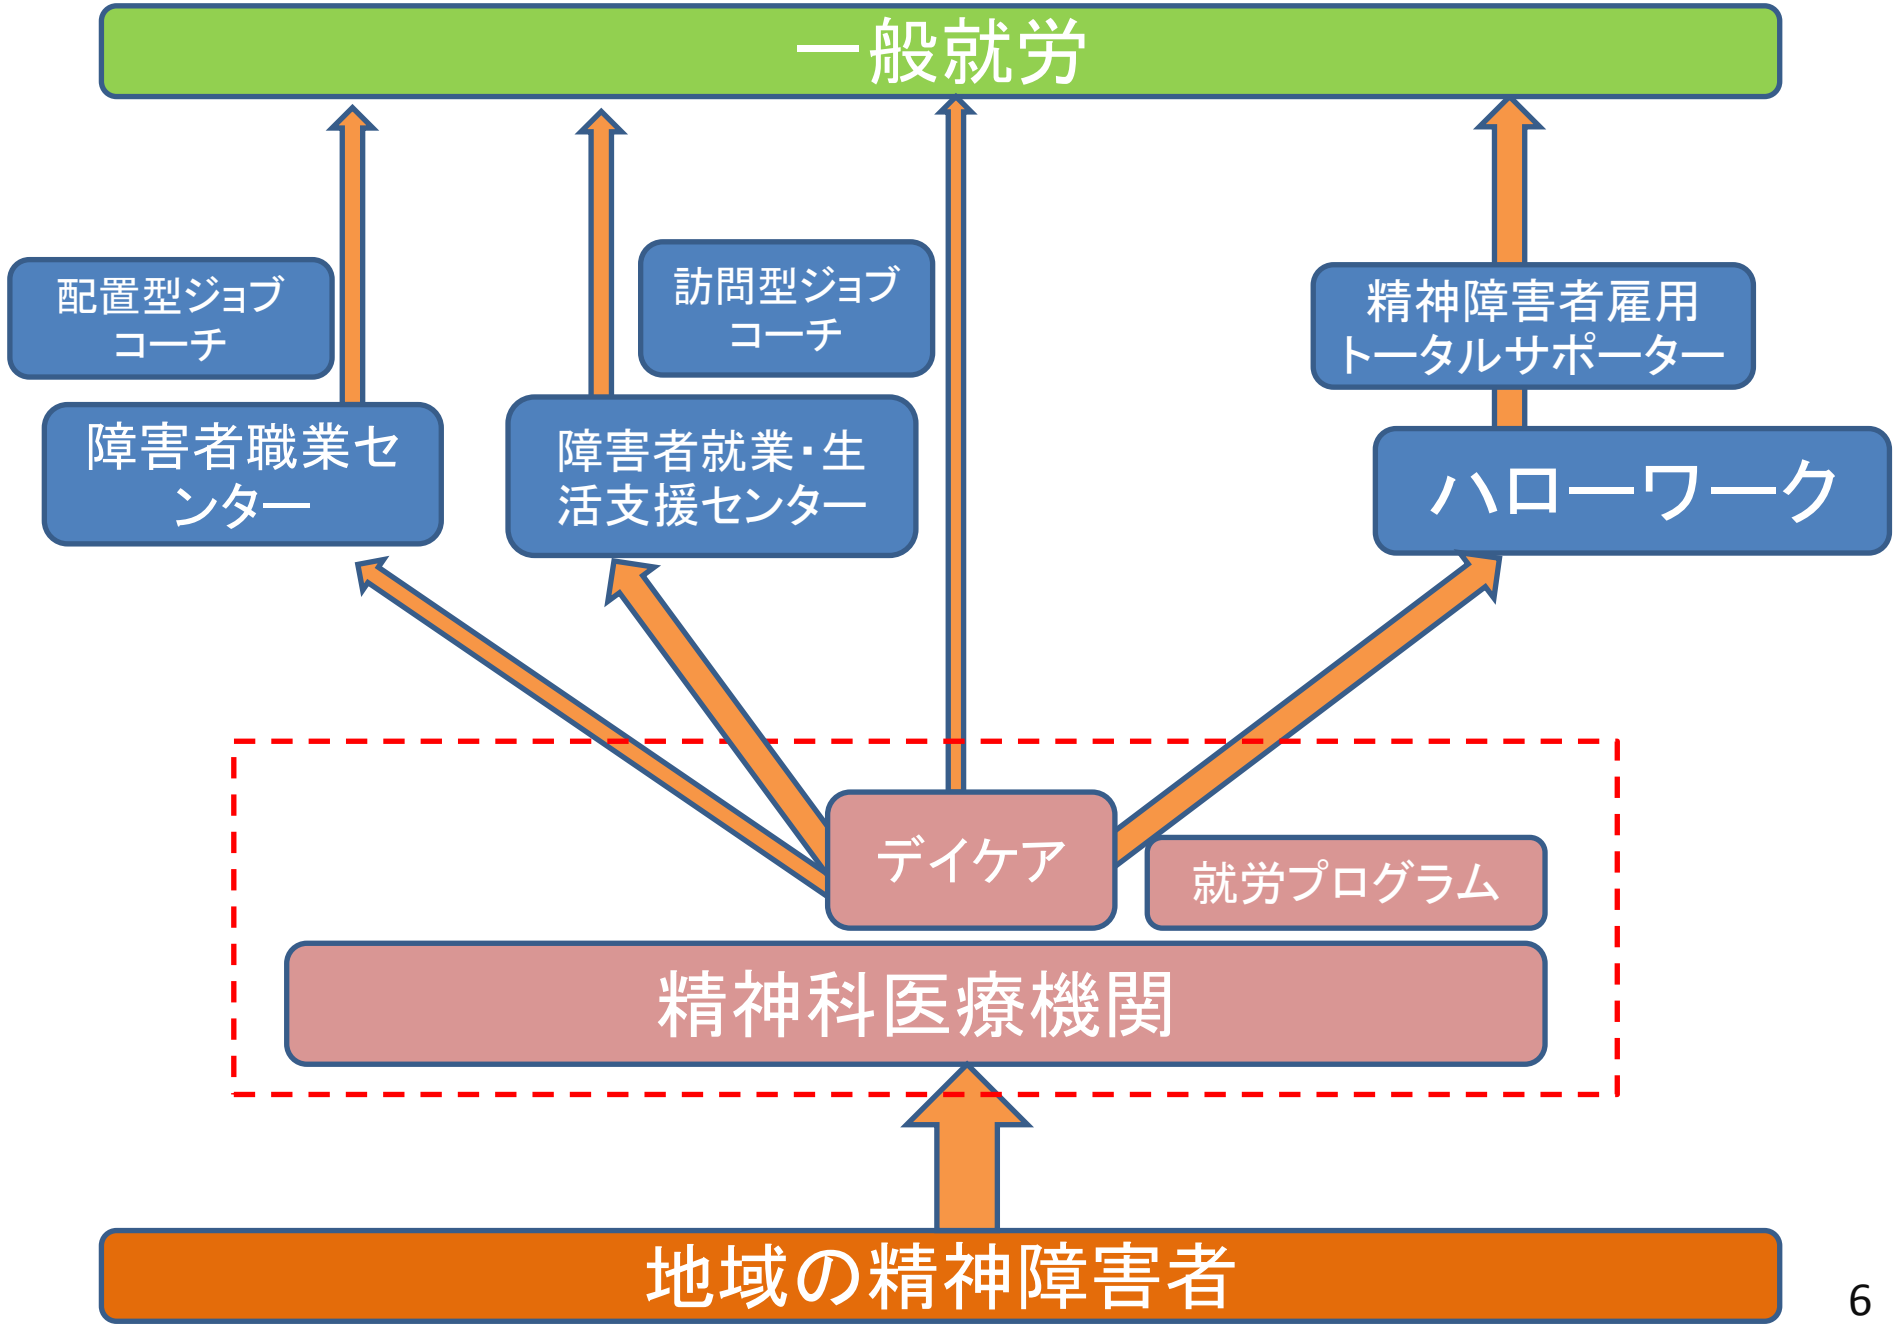 一般就労
配置型ジョブ
コーチ
訪問型ジョブ
コーチ
精神障害者雇用
トータルサポーター
障害者職業セ
ンター
障害者就業・生
活支援センター
ハローワーク
デイケア
就労プログラム
精神科医療機関
地域の精神障害者
6